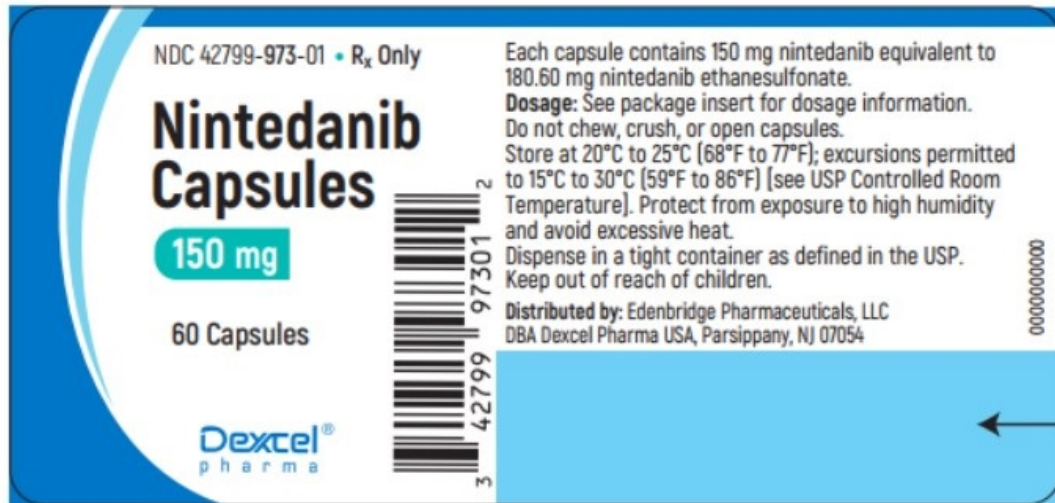 NDC 42799-973-01 • Rx Only
Nintedanib
Capsules
150 mg
60 Capsules
Dexcel®
pharma
3 42799 97301 2
Each capsule contains 150 mg nintedanib equivalent to
180.60 mg nintedanib ethanesulfonate.
Dosage: See package insert for dosage information.
Do not chew, crush, or open capsules.
Store at 20°C to 25°C (68°F to 77°F); excursions permitted
to 15°C to 30°C (59°F to 86°F) [see USP Controlled Room
Temperature]. Protect from exposure to high humidity
and avoid excessive heat.
Dispense in a tight container as defined in the USP.
Keep out of reach of children.
Distributed by: Edenbridge Pharmaceuticals, LLC
DBA Dexcel Pharma USA, Parsippany, NJ 07054
0000000000